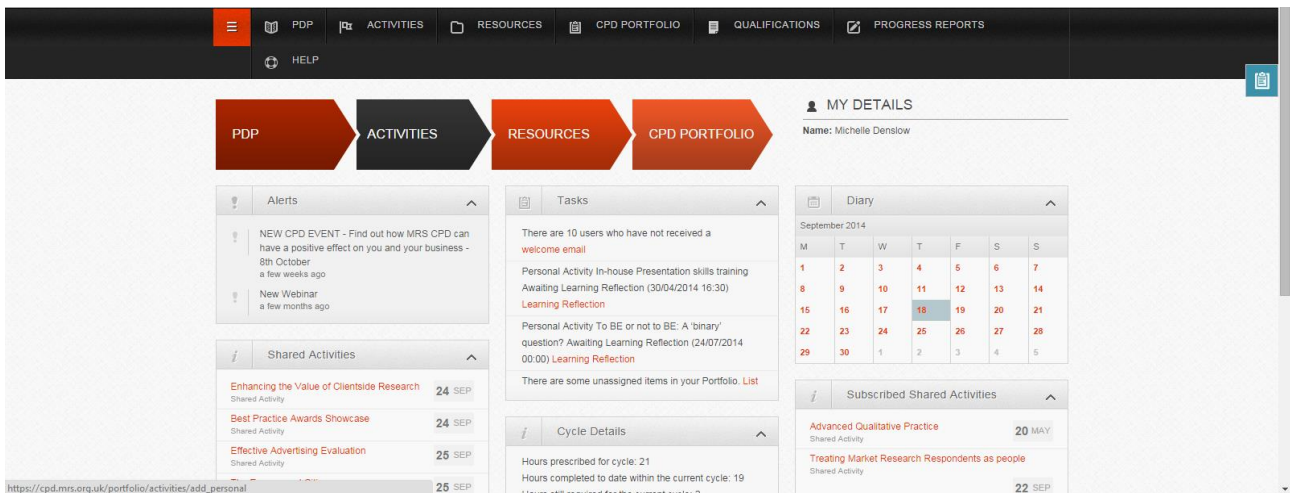 PDP
ACTIVITIES
RESOURCES
CPD PORTFOLIO
QUALIFICATIONS
PROGRESS REPORTS
HELP
PDP
ACTIVITIES
RESOURCES
CPD PORTFOLIO
MY DETAILS
Name: Michelle Denslow
Alerts
NEW CPD EVENT - Find out how MRS CPD can
have a positive effect on you and your business -
8th October
a few weeks ago
New Webinar
a few months ago
Shared Activities
Enhancing the Value of Clientside Research 24 SEP
Shared Activity
Best Practice Awards Showcase 24 SEP
Shared Activity
Effective Advertising Evaluation 25 SEP
Shared Activity
25 SEP
Tasks
There are 10 users who have not received a
welcome email
Personal Activity In-house Presentation skills training
Awaiting Learning Reflection (30/04/2014 16:30)
Learning Reflection
Personal Activity To BE or not to BE: A 'binary'
question? Awaiting Learning Reflection (24/07/2014
00:00) Learning Reflection
There are some unassigned items in your Portfolio. List
Cycle Details
Hours prescribed for cycle: 21
Hours completed to date within the current cycle: 19
Hours still required for the current cycle: 2
Diary
September 2014
M T W T F S S
1 2 3 4 5 6 7
8 9 10 11 12 13 14
15 16 17 18 19 20 21
22 23 24 25 26 27 28
29 30 1 2 3 4 5
Subscribed Shared Activities
Advanced Qualitative Practice 20 MAY
Shared Activity
Treating Market Research Respondents as people
Shared Activity
22 SEP
https://cpd.mrs.org.uk/portfolio/activities/add_personal